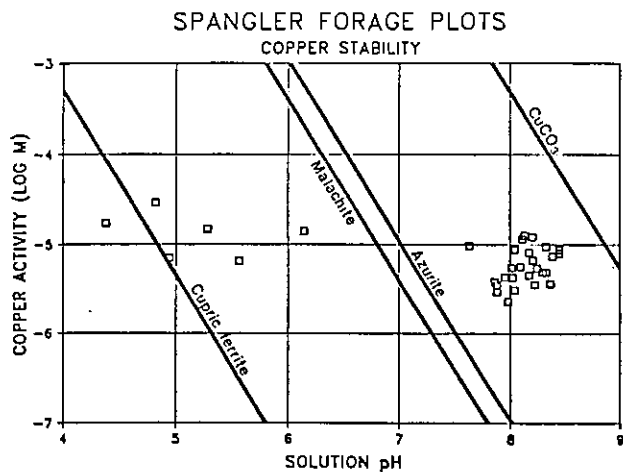 SPANGLER FORAGE PLOTS
COPPER STABILITY
COPPER ACTIVITY (LOG M)
-3
-4
-5
-6
-7
Cupric ferrite
Malachite
Azurite
CuCO₃
4
5
6
7
8
9
SOLUTION pH